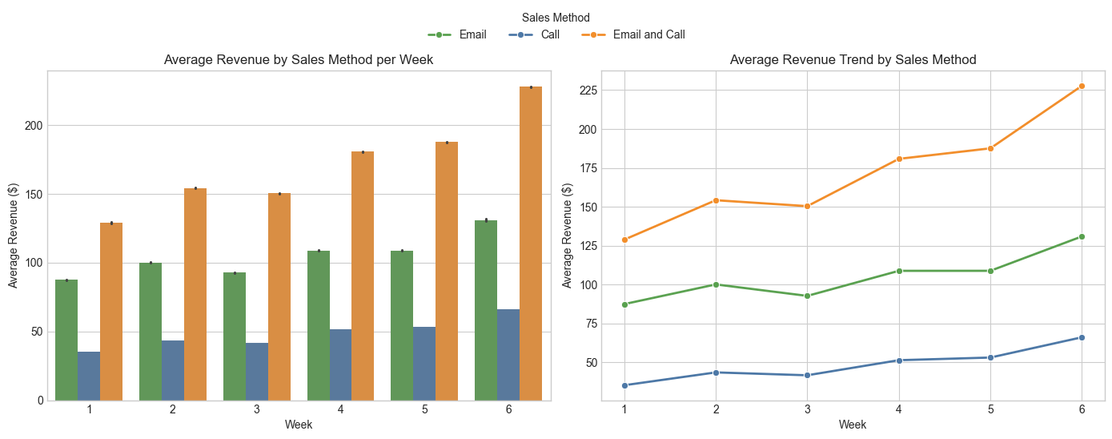 Sales Method
Email Call Email and Call
Average Revenue by Sales Method per Week
Average Revenue ($)
200
150
100
50
0
1 2 3 4 5 6
Week
Average Revenue Trend by Sales Method
Average Revenue ($)
225
200
175
150
125
100
75
50
1 2 3 4 5 6
Week